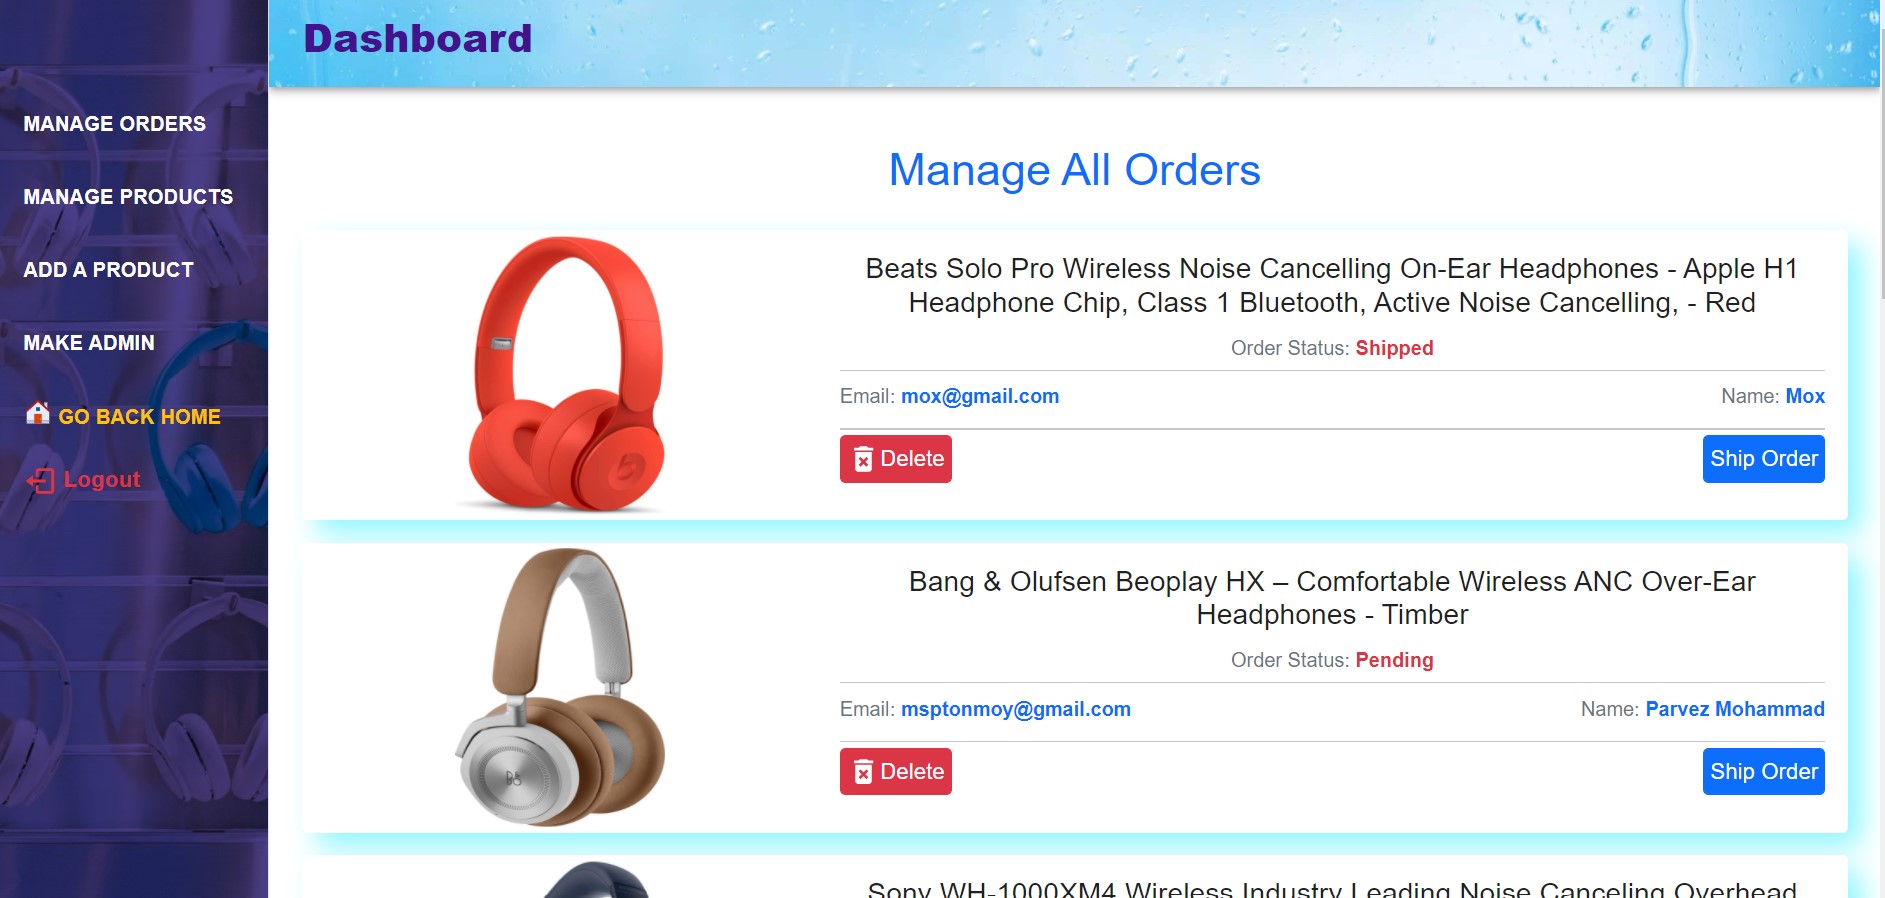 Dashboard
MANAGE ORDERS
MANAGE PRODUCTS
ADD A PRODUCT
MAKE ADMIN
GO BACK HOME
Logout
Manage All Orders
Beats Solo Pro Wireless Noise Cancelling On-Ear Headphones - Apple H1
Headphone Chip, Class 1 Bluetooth, Active Noise Cancelling, - Red
Order Status: Shipped
Email: mox@gmail.com
Name: Mox
Delete
Ship Order
Bang & Olufsen Beoplay HX – Comfortable Wireless ANC Over-Ear
Headphones - Timber
Order Status: Pending
Email: msptonmoy@gmail.com
Name: Parvez Mohammad
Delete
Ship Order
Sony WH-1000XM4 Wireless Industry Leading Noise Canceling Overhead